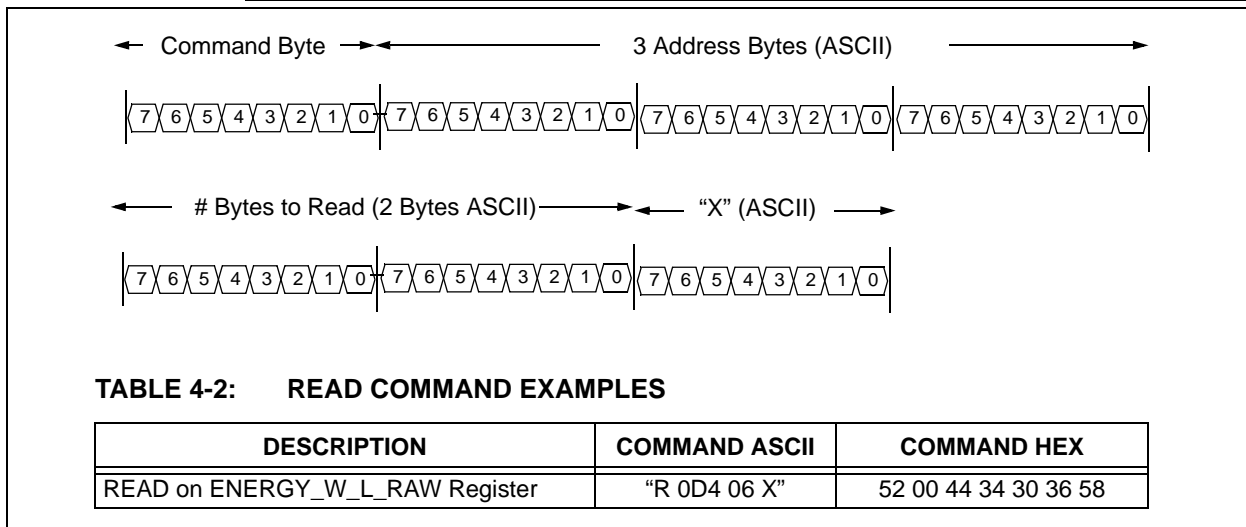 Command Byte 3 Address Bytes (ASCII)
7 6 5 4 3 2 1 0 7 6 5 4 3 2 1 0 7 6 5 4 3 2 1 0 7 6 5 4 3 2 1 0
# Bytes to Read (2 Bytes ASCII) “X” (ASCII)
7 6 5 4 3 2 1 0 7 6 5 4 3 2 1 0 7 6 5 4 3 2 1 0
TABLE 4-2: READ COMMAND EXAMPLES
DESCRIPTION COMMAND ASCII COMMAND HEX
READ on ENERGY_W_L_RAW Register “R 0D4 06 X” 52 00 44 34 30 36 58